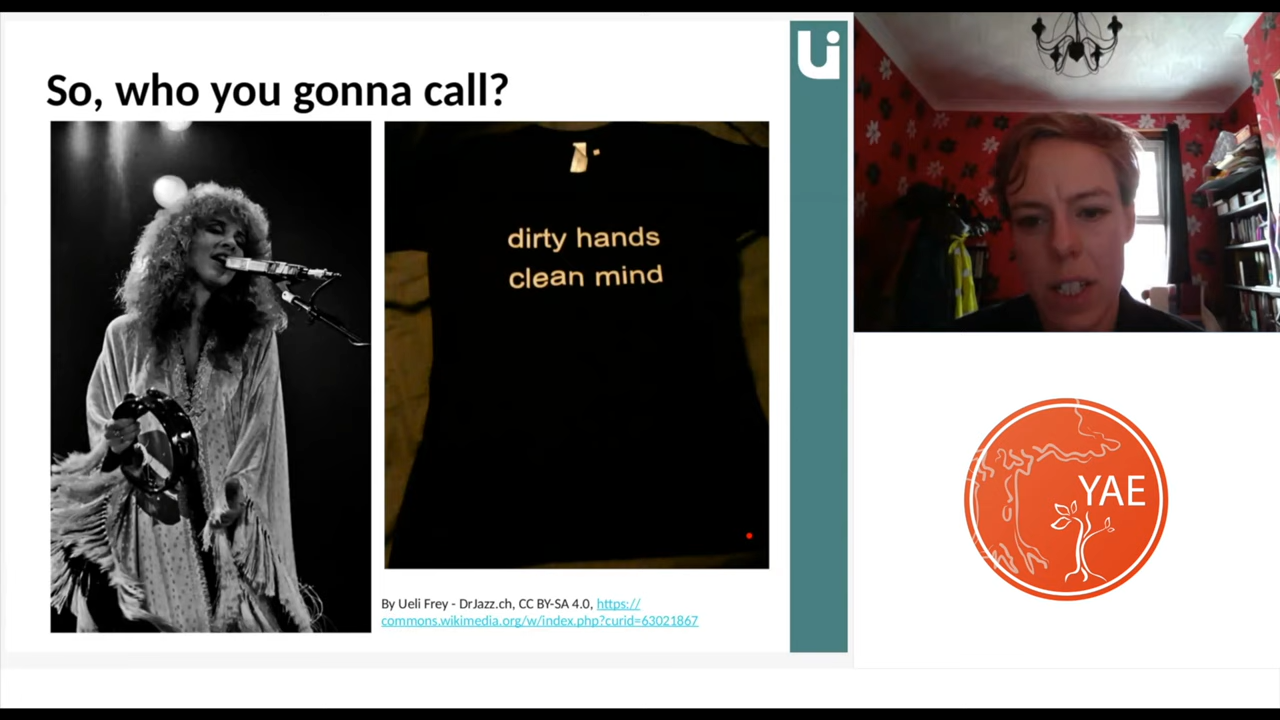 So, who you gonna call?
dirty hands
clean mind
By Ueli Frey - DrJazz.ch, CC BY-SA 4.0, https://
commons.wikimedia.org/w/index.php?curid=63021867
Ui
YAE